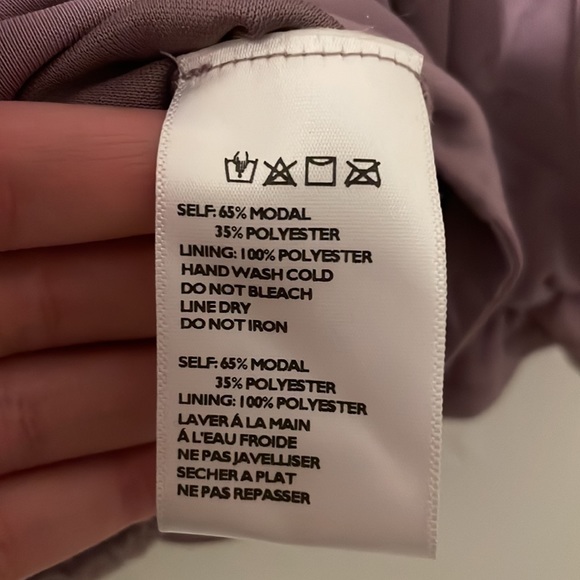 SELF: 65% MODAL
35% POLYESTER
LINING: 100% POLYESTER
HAND WASH COLD
DO NOT BLEACH
LINE DRY
DO NOT IRON
SELF: 65% MODAL
35% POLYESTER
LINING: 100% POLYESTER
LAVER Á LA MAIN
Á L'EAU FROIDE
NE PAS JAVELLISER
SECHER A PLAT
NE PAS REPASSER